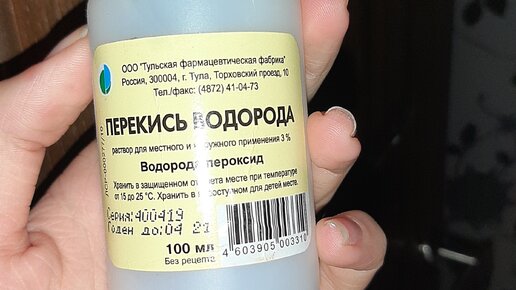 ООО "Тульская фармацевтическая фабрика"
Россия, 300004, г. Тула, Торховский проезд, 10
Тел./факс: (4872) 41-04-73
ПЕРЕКИСЬ ВОДОРОДА
раствор для местного и наружного применения 3 %
Водорода пероксид
Хранить в защищенном от света месте при температуре
от 15 до 25 °C. Хранить в недоступном для детей месте.
Серия:400419
Годен до:04 21
100 мл
Без рецепта
4 603905 003310